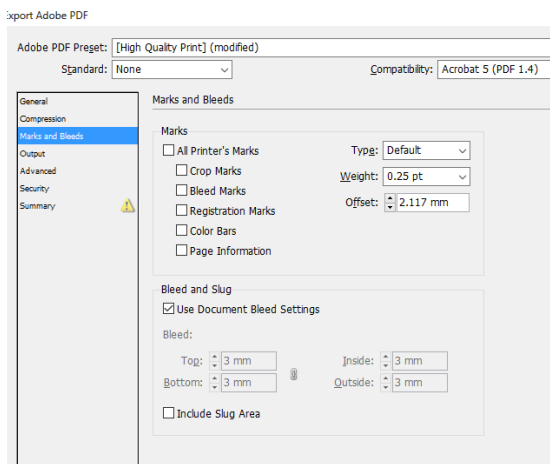 Export Adobe PDF
Adobe PDF Preset: [High Quality Print] (modified)
Standard: None Compatibility: Acrobat 5 (PDF 1.4)
General
Compression
Marks and Bleeds
Output
Advanced
Security
Summary
Marks and Bleeds
Marks
All Printer's Marks Type: Default
Crop Marks Weight: 0.25 pt
Bleed Marks Offset: 2.117 mm
Registration Marks
Color Bars
Page Information
Bleed and Slug
Use Document Bleed Settings
Bleed:
Top: 3 mm Inside: 3 mm
Bottom: 3 mm Outside: 3 mm
Include Slug Area